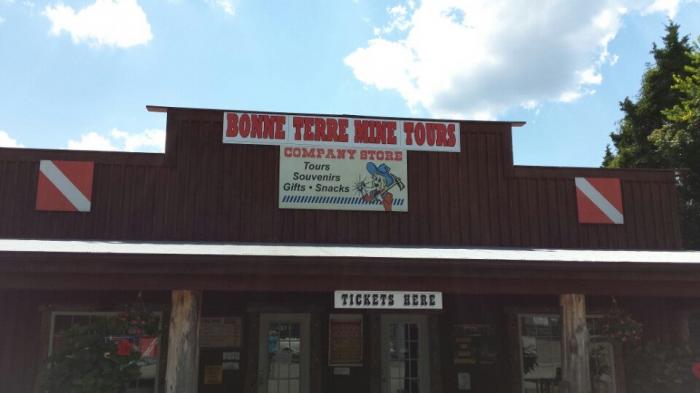 BONNE TERRE MINE TOURS
COMPANY STORE
Tours
Souvenirs
Gifts • Snacks
TICKETS HERE